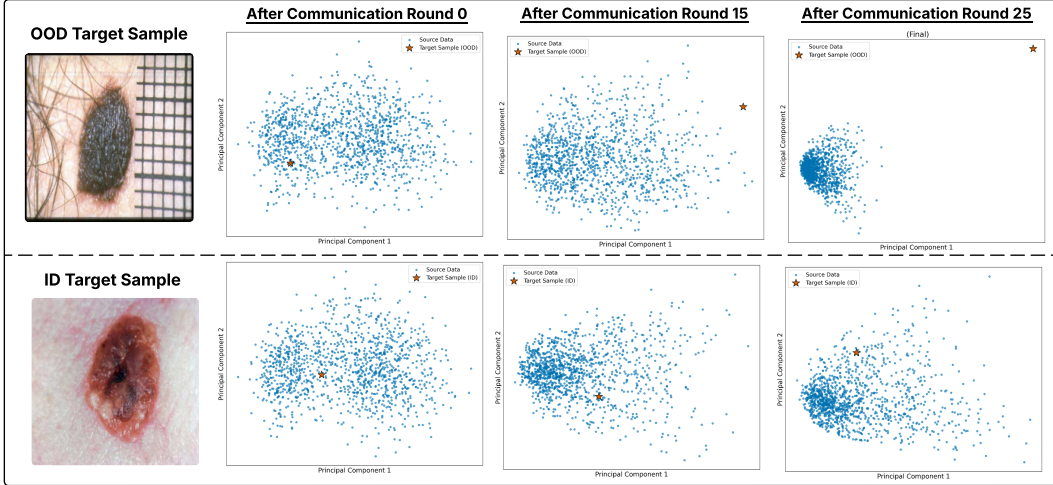 After Communication Round 0
After Communication Round 15
After Communication Round 25
OOD Target Sample
(Final)
Source Data
Target Sample (OOD)
Principal Component 2
Principal Component 1
Source Data
Target Sample (OOD)
Principal Component 2
Principal Component 1
Source Data
Target Sample (OOD)
Principal Component 2
Principal Component 1
ID Target Sample
Source Data
Target Sample (ID)
Principal Component 2
Principal Component 1
Source Data
Target Sample (ID)
Principal Component 2
Principal Component 1
Source Data
Target Sample (ID)
Principal Component 2
Principal Component 1